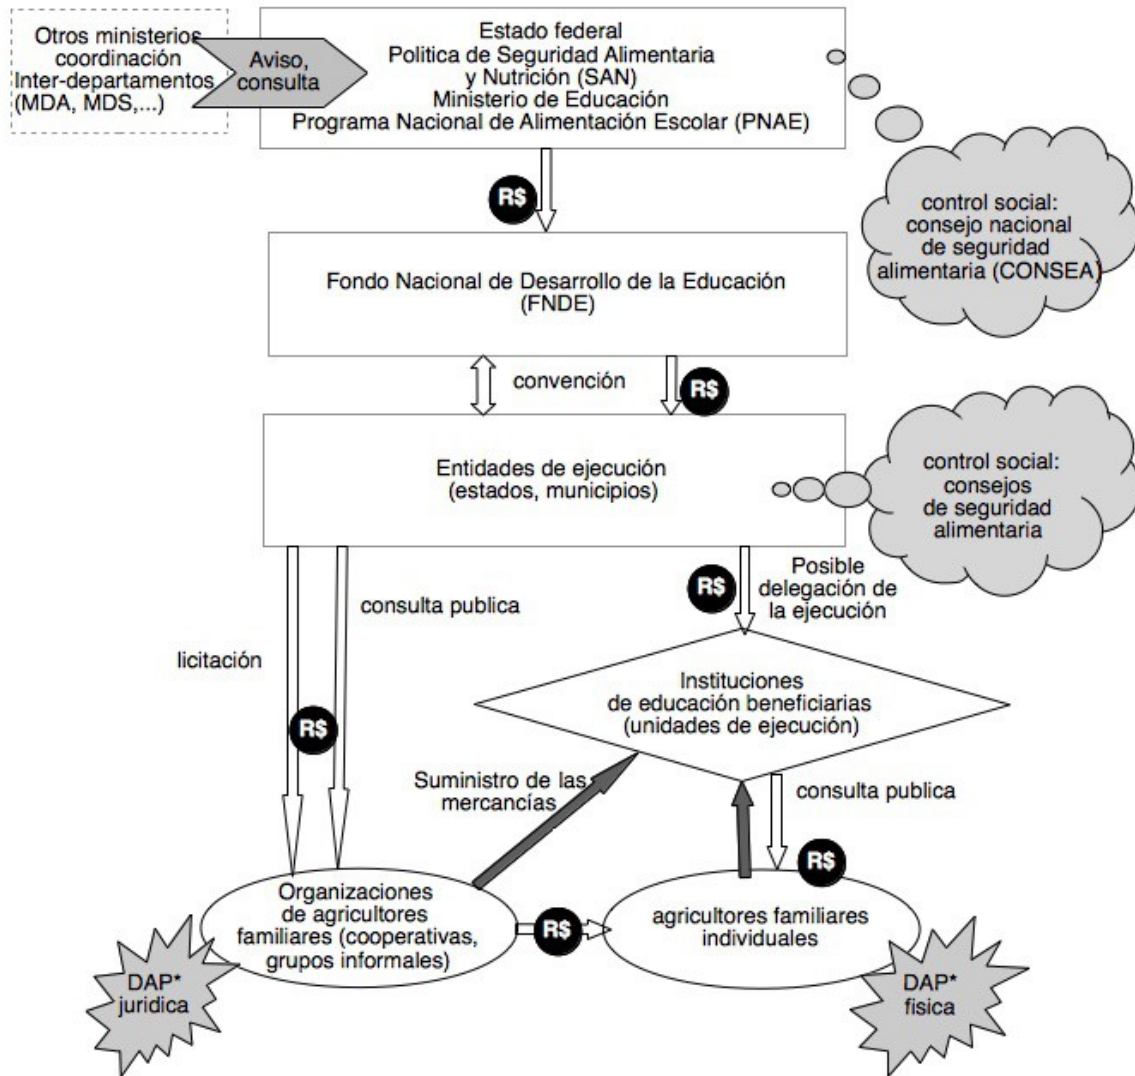 Otros ministerios
coordinación
Inter-departamentos
(MDA, MDS,...)
Aviso,
consulta
Estado federal
Politica de Seguridad Alimentaria
y Nutrición (SAN)
Ministerio de Educación
Programa Nacional de Alimentación Escolar (PNAE)
R$
control social:
consejo nacional
de seguridad
alimentaria (CONSEA)
Fondo Nacional de Desarrollo de la Educación
(FNDE)
convención
R$
Entidades de ejecución
(estados, municipios)
control social:
consejos
de seguridad
alimentaria
consulta publica
licitación
R$
R$
Posible
delegación de
la ejecución
Instituciones
de educación beneficiarias
(unidades de ejecución)
Suministro de las
mercancías
consulta publica
R$
Organizaciones
de agricultores
familiares (cooperativas,
grupos informales)
R$
agricultores familiares
individuales
DAP*
juridica
DAP*
fisica